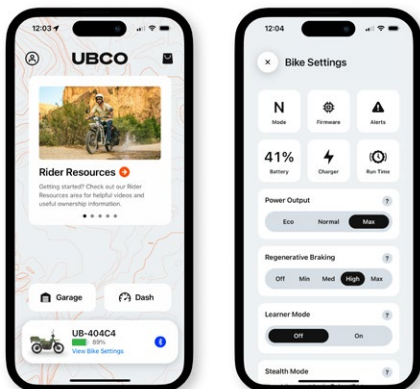 12:03
UBCO
Rider Resources
Getting started? Check out our Rider
Resources area for helpful videos and
useful ownership information.
Garage
Dash
UB-404C4
89%
View Bike Settings
12:04
Bike Settings
N
Mode
Firmware
Alerts
41%
Battery
Charger
Run Time
Power Output
?
Eco
Normal
Max
Regenerative Braking
?
Off
Min
Med
High
Max
Learner Mode
?
Off
On
Stealth Mode
?